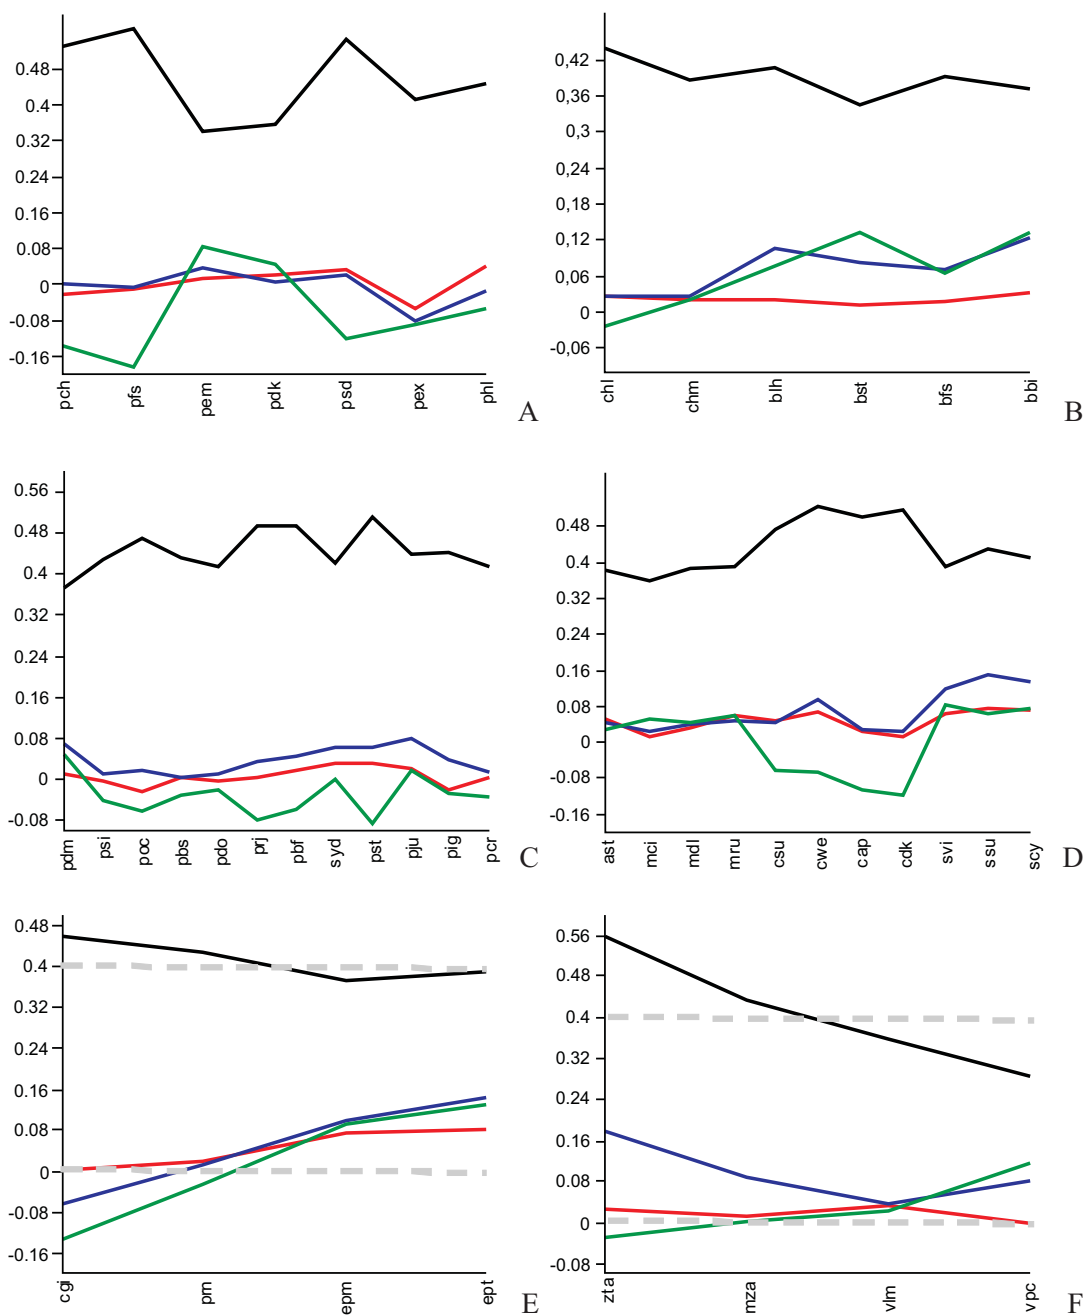 0.48
0.4
0.32
0.24
0.16
0.08
0
-0.08
-0.16
pch
pfs
pem
pdk
psd
pex
phl
A
0,42
0,36
0,3
0,24
0,18
0,12
0,06
0
-0,06
chl
chm
blh
bst
bfs
bbi
B
0.56
0.48
0.4
0.32
0.24
0.16
0.08
0
-0.08
pdm
psi
poc
pbs
pdo
prj
pbf
syd
pst
pju
pig
pcr
C
0.48
0.4
0.32
0.24
0.16
0.08
0
-0.08
-0.16
ast
mci
mdl
mru
csu
cwe
cap
cdk
svi
ssu
scy
D
0.48
0.4
0.32
0.24
0.16
0.08
0
-0.08
-0.16
cgi
pm
epm
ept
E
0.56
0.48
0.4
0.32
0.24
0.16
0.08
0
-0.08
zta
mza
vlm
vpc
F